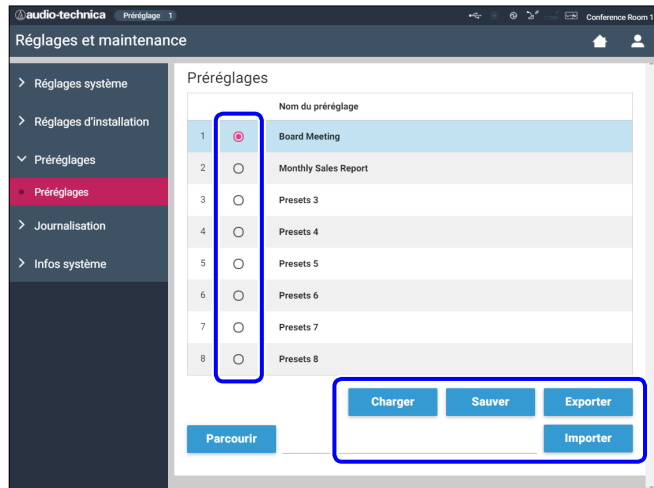 audio-technica Préréglage 1 Conference Room 1
Réglages et maintenance
Réglages système
Réglages d'installation
Préréglages
Préréglages
Journalisation
Infos système
Préréglages
Nom du préréglage
1 Board Meeting
2 Monthly Sales Report
3 Presets 3
4 Presets 4
5 Presets 5
6 Presets 6
7 Presets 7
8 Presets 8
Charger Sauver Exporter
Parcourir Importer